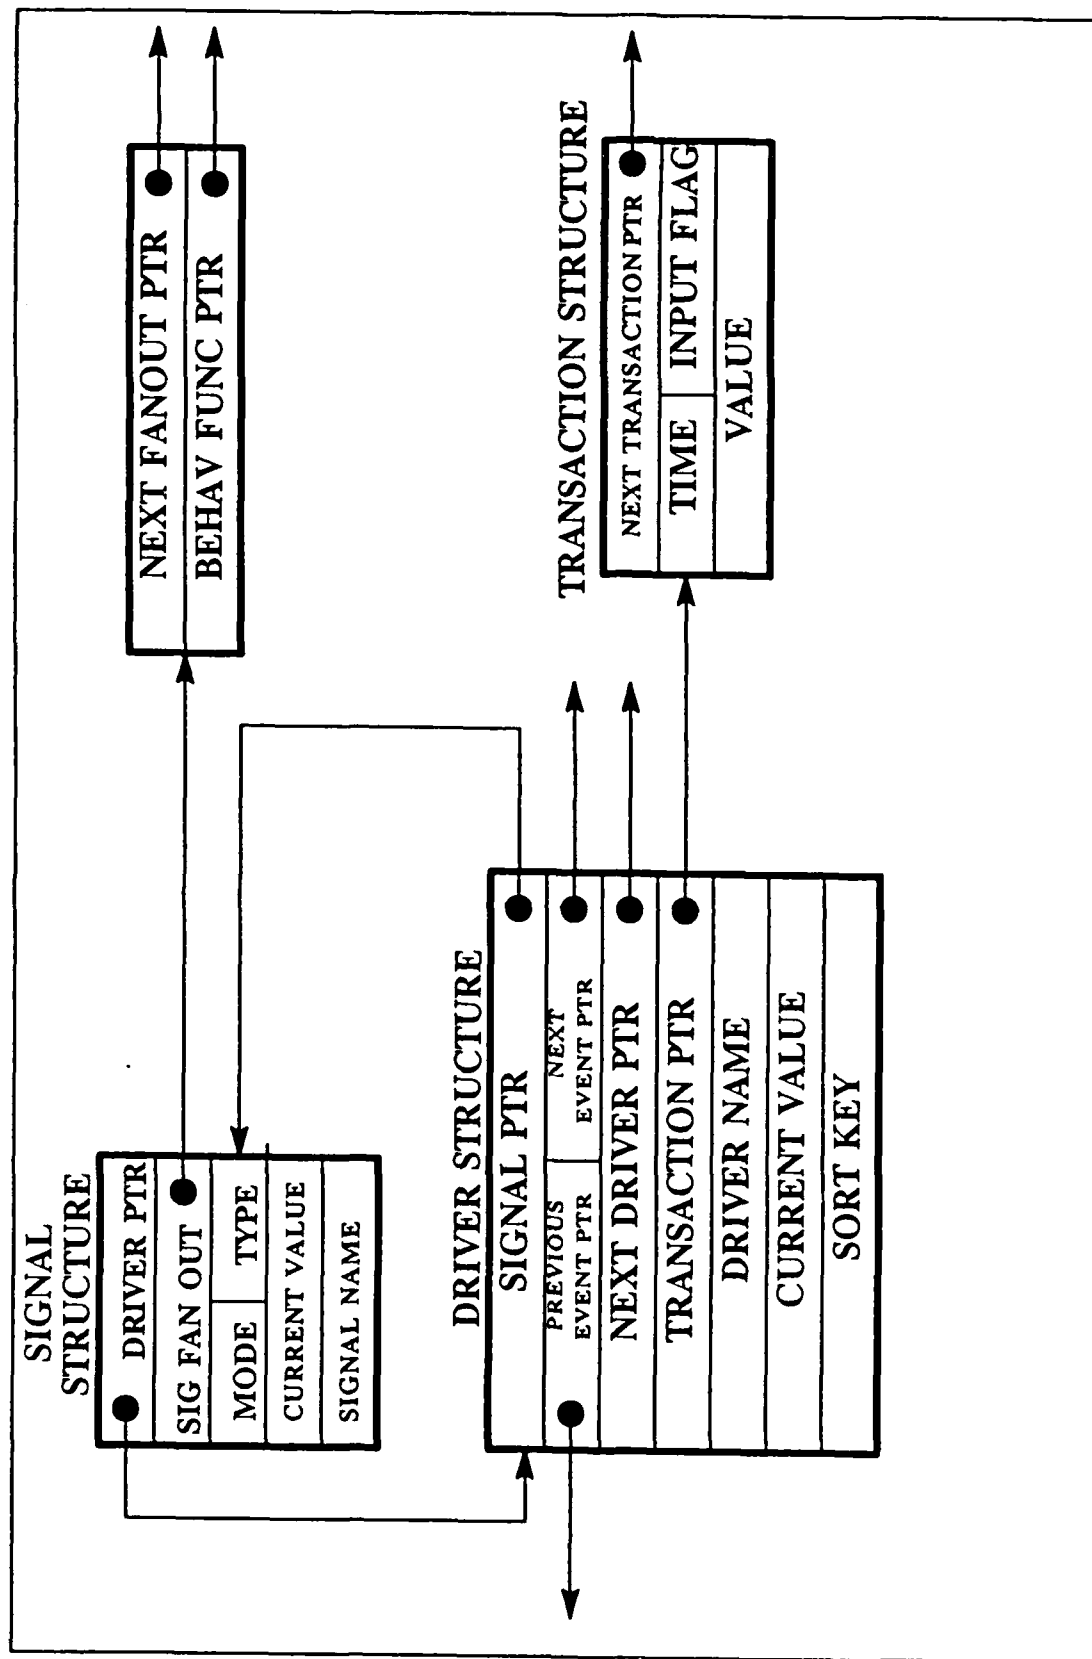 SIGNAL
STRUCTURE
DRIVER PTR
SIG FAN OUT
MODE TYPE
CURRENT VALUE
SIGNAL NAME
NEXT FANOUT PTR
BEHAV FUNC PTR
DRIVER STRUCTURE
SIGNAL PTR
PREVIOUS
EVENT PTR
NEXT
EVENT PTR
NEXT DRIVER PTR
TRANSACTION PTR
DRIVER NAME
CURRENT VALUE
SORT KEY
TRANSACTION STRUCTURE
NEXT TRANSACTION PTR
TIME INPUT FLAG
VALUE